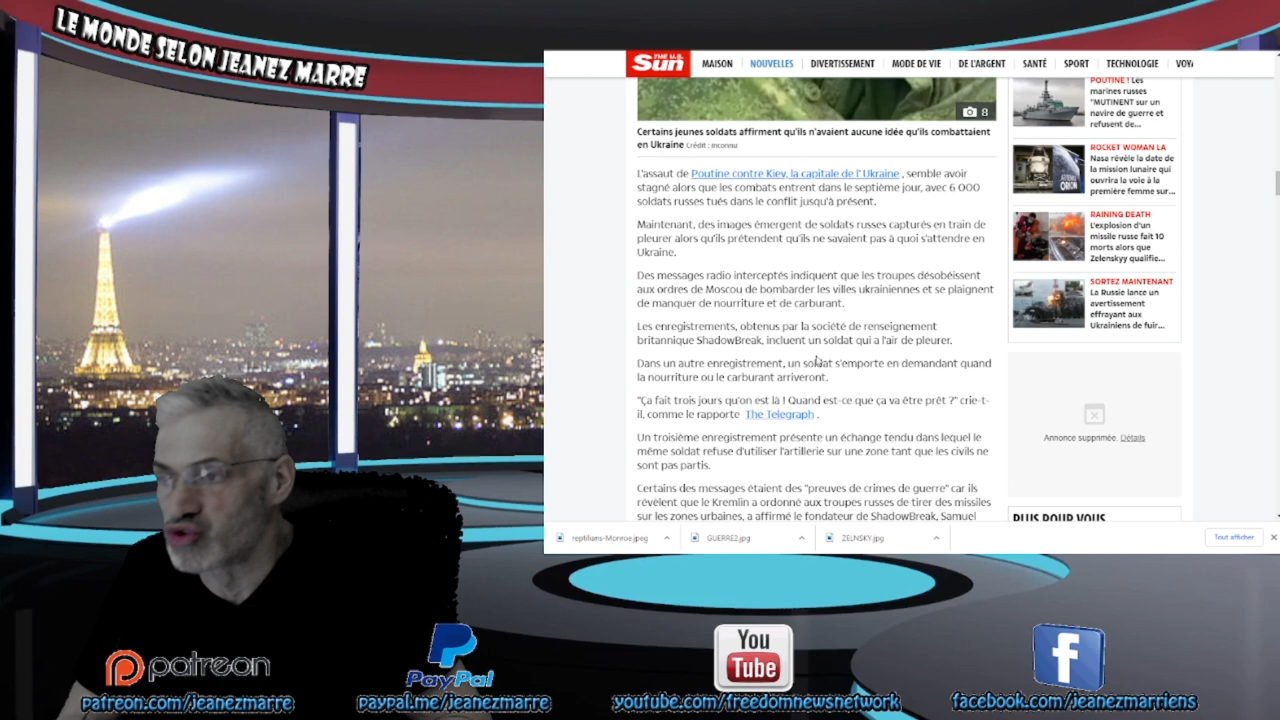 LE MONDE SELON JEANEZ MARRE
THE U.S. Sun
MAISON NOUVELLES DIVERTISSEMENT MODE DE VIE DE L'ARGENT SANTÉ SPORT TECHNOLOGIE VOY
8
Certains jeunes soldats affirment qu'ils n'avaient aucune idée qu'ils combattaient
en Ukraine Crédit : inconnu
L'assaut de Poutine contre Kiev, la capitale de l' Ukraine , semble avoir
stagné alors que les combats entrent dans le septième jour, avec 6 000
soldats russes tués dans le conflit jusqu'à présent.
Maintenant, des images émergent de soldats russes capturés en train de
pleurer alors qu'ils prétendent qu'ils ne savaient pas à quoi s'attendre en
Ukraine.
Des messages radio interceptés indiquent que les troupes désobéissent
aux ordres de Moscou de bombarder les villes ukrainiennes et se plaignent
de manquer de nourriture et de carburant.
Les enregistrements, obtenus par la société de renseignement
britannique ShadowBreak, incluent un soldat qui a l'air de pleurer.
Dans un autre enregistrement, un soldat s'emporte en demandant quand
la nourriture ou le carburant arriveront.
"Ça fait trois jours qu'on est là ! Quand est-ce que ça va être prêt ?" crie-t-
il, comme le rapporte The Telegraph .
Un troisième enregistrement présente un échange tendu dans lequel le
même soldat refuse d'utiliser l'artillerie sur une zone tant que les civils ne
sont pas partis.
Certains des messages étaient des "preuves de crimes de guerre" car ils
révèlent que le Kremlin a ordonné aux troupes russes de tirer des missiles
sur les zones urbaines, a affirmé le fondateur de ShadowBreak, Samuel
POUTINE ! Les
marines russes
"MUTINENT sur un
navire de guerre et
refusent de...
ROCKET WOMAN LA
Nasa révèle la date de
la mission lunaire qui
ouvrira la voie à la
première femme sur...
RAINING DEATH
L'explosion d'un
missile russe fait 10
morts alors que
Zelenskyy qualifie...
SORTEZ MAINTENANT
La Russie lance un
avertissement
effrayant aux
Ukrainiens de fuir...
Annonce supprimée. Détails
PLUS POUR VOUS
reptilians-Monroe.jpeg GUERRE2.jpg ZELNSKY.jpg Tout afficher
patreon PayPal You Tube f
patreon.com/jeanezmarre paypal.me/jeanezmarre youtube.com/freedomnewsnetwork facebook.com/jeanezmarriens